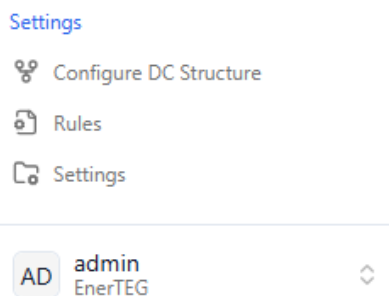 Settings
Configure DC Structure
Rules
Settings
AD
admin
EnerTEG